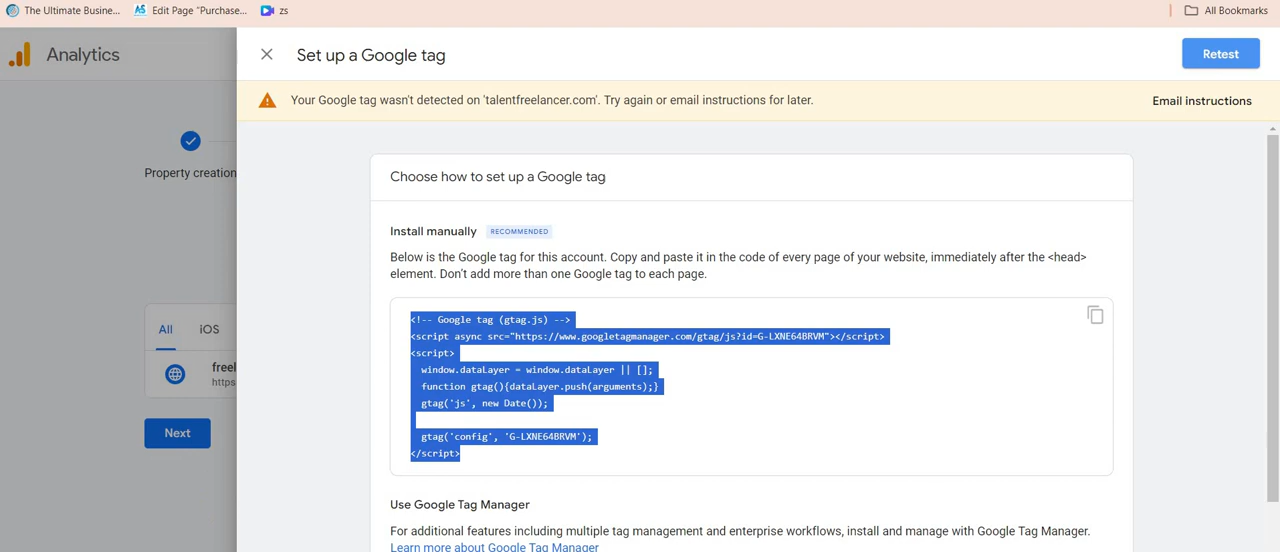 The Ultimate Busine... Edit Page "Purchase... zs All Bookmarks
Analytics
Set up a Google tag
Retest
Your Google tag wasn't detected on 'talentfreelancer.com'. Try again or email instructions for later.
Email instructions
Property creation
Choose how to set up a Google tag
Install manually RECOMMENDED
Below is the Google tag for this account. Copy and paste it in the code of every page of your website, immediately after the <head>
element. Don't add more than one Google tag to each page.
<!-- Google tag (gtag.js) -->
<script async src="https://www.googletagmanager.com/gtag/js?id=G-LXNE64BRVM"></script>
<script>
window.dataLayer = window.dataLayer || [];
function gtag(){dataLayer.push(arguments);}
gtag('js', new Date());
gtag('config', 'G-LXNE64BRVM');
</script>
All iOS
freel
https
Next
Use Google Tag Manager
For additional features including multiple tag management and enterprise workflows, install and manage with Google Tag Manager.
Learn more about Google Tag Manager